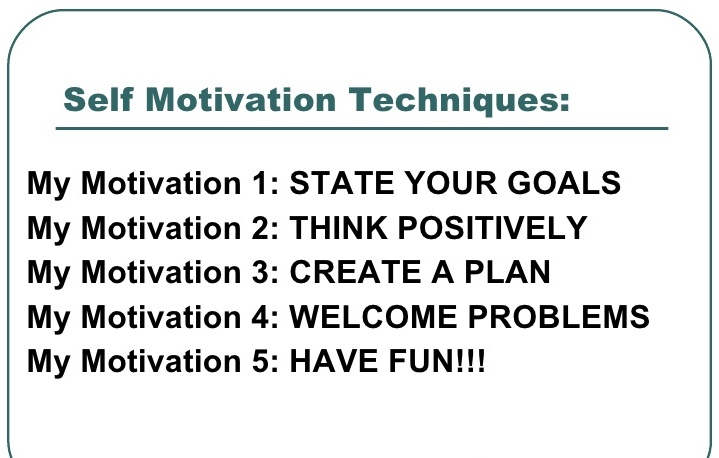 Self Motivation Techniques:
My Motivation 1: STATE YOUR GOALS
My Motivation 2: THINK POSITIVELY
My Motivation 3: CREATE A PLAN
My Motivation 4: WELCOME PROBLEMS
My Motivation 5: HAVE FUN!!!